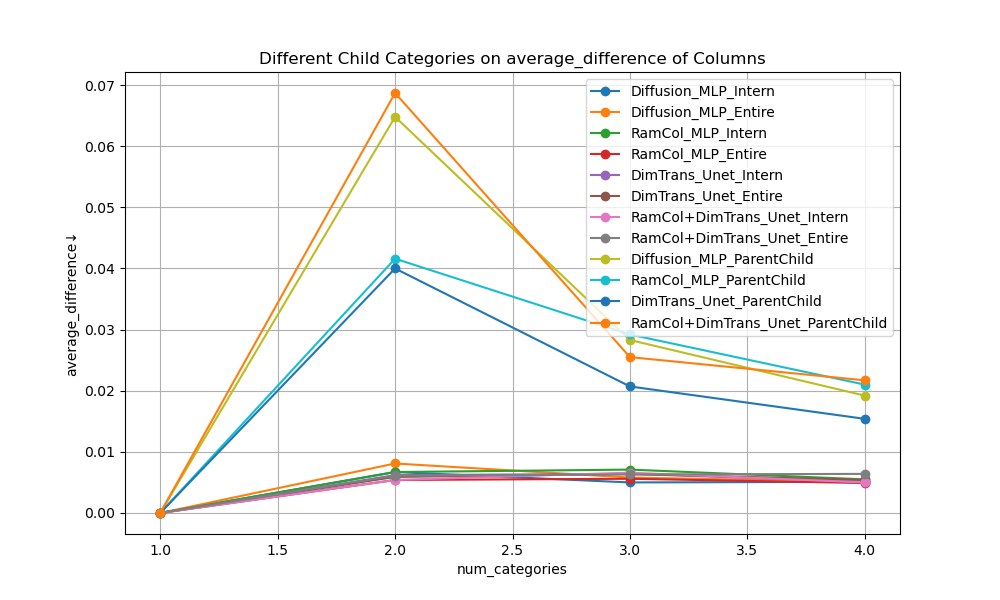 Different Child Categories on average_difference of Columns
average_difference↓
0.07
0.06
0.05
0.04
0.03
0.02
0.01
0.00
Diffusion_MLP_Intern
Diffusion_MLP_Entire
RamCol_MLP_Intern
RamCol_MLP_Entire
DimTrans_Unet_Intern
DimTrans_Unet_Entire
RamCol+DimTrans_Unet_Intern
RamCol+DimTrans_Unet_Entire
Diffusion_MLP_ParentChild
RamCol_MLP_ParentChild
DimTrans_Unet_ParentChild
RamCol+DimTrans_Unet_ParentChild
1.0 1.5 2.0 2.5 3.0 3.5 4.0
num_categories